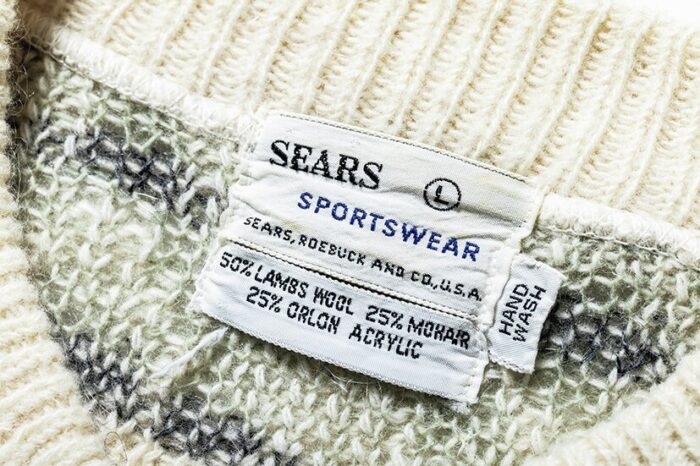 SEARS L
SPORTSWEAR
SEARS, ROEBUCK AND CO., U.S.A.
50% LAMBS WOOL 25% MOHAIR
25% ORLON ACRYLIC
HAND
WASH